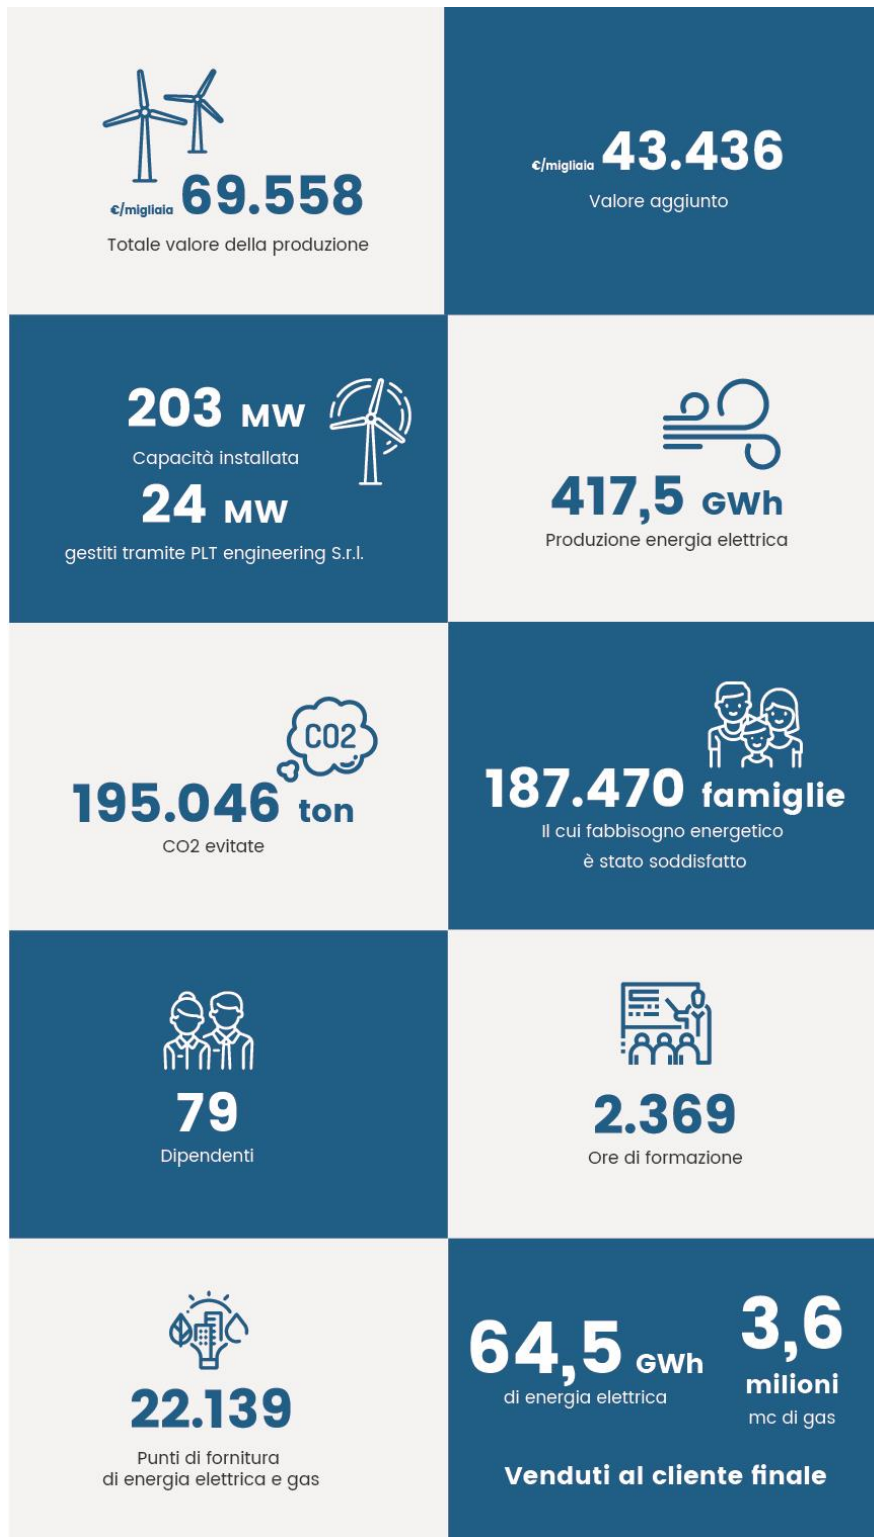 €/migliaia 69.558
Totale valore della produzione
€/migliaia 43.436
Valore aggiunto
203 MW
Capacità installata
24 MW
gestiti tramite PLT engineering S.r.l.
417,5 GWh
Produzione energia elettrica
CO2
195.046 ton
CO2 evitate
187.470 famiglie
Il cui fabbisogno energetico
è stato soddisfatto
79
Dipendenti
2.369
Ore di formazione
22.139
Punti di fornitura
di energia elettrica e gas
64,5 GWh
di energia elettrica
3,6
milioni
mc di gas
Venduti al cliente finale